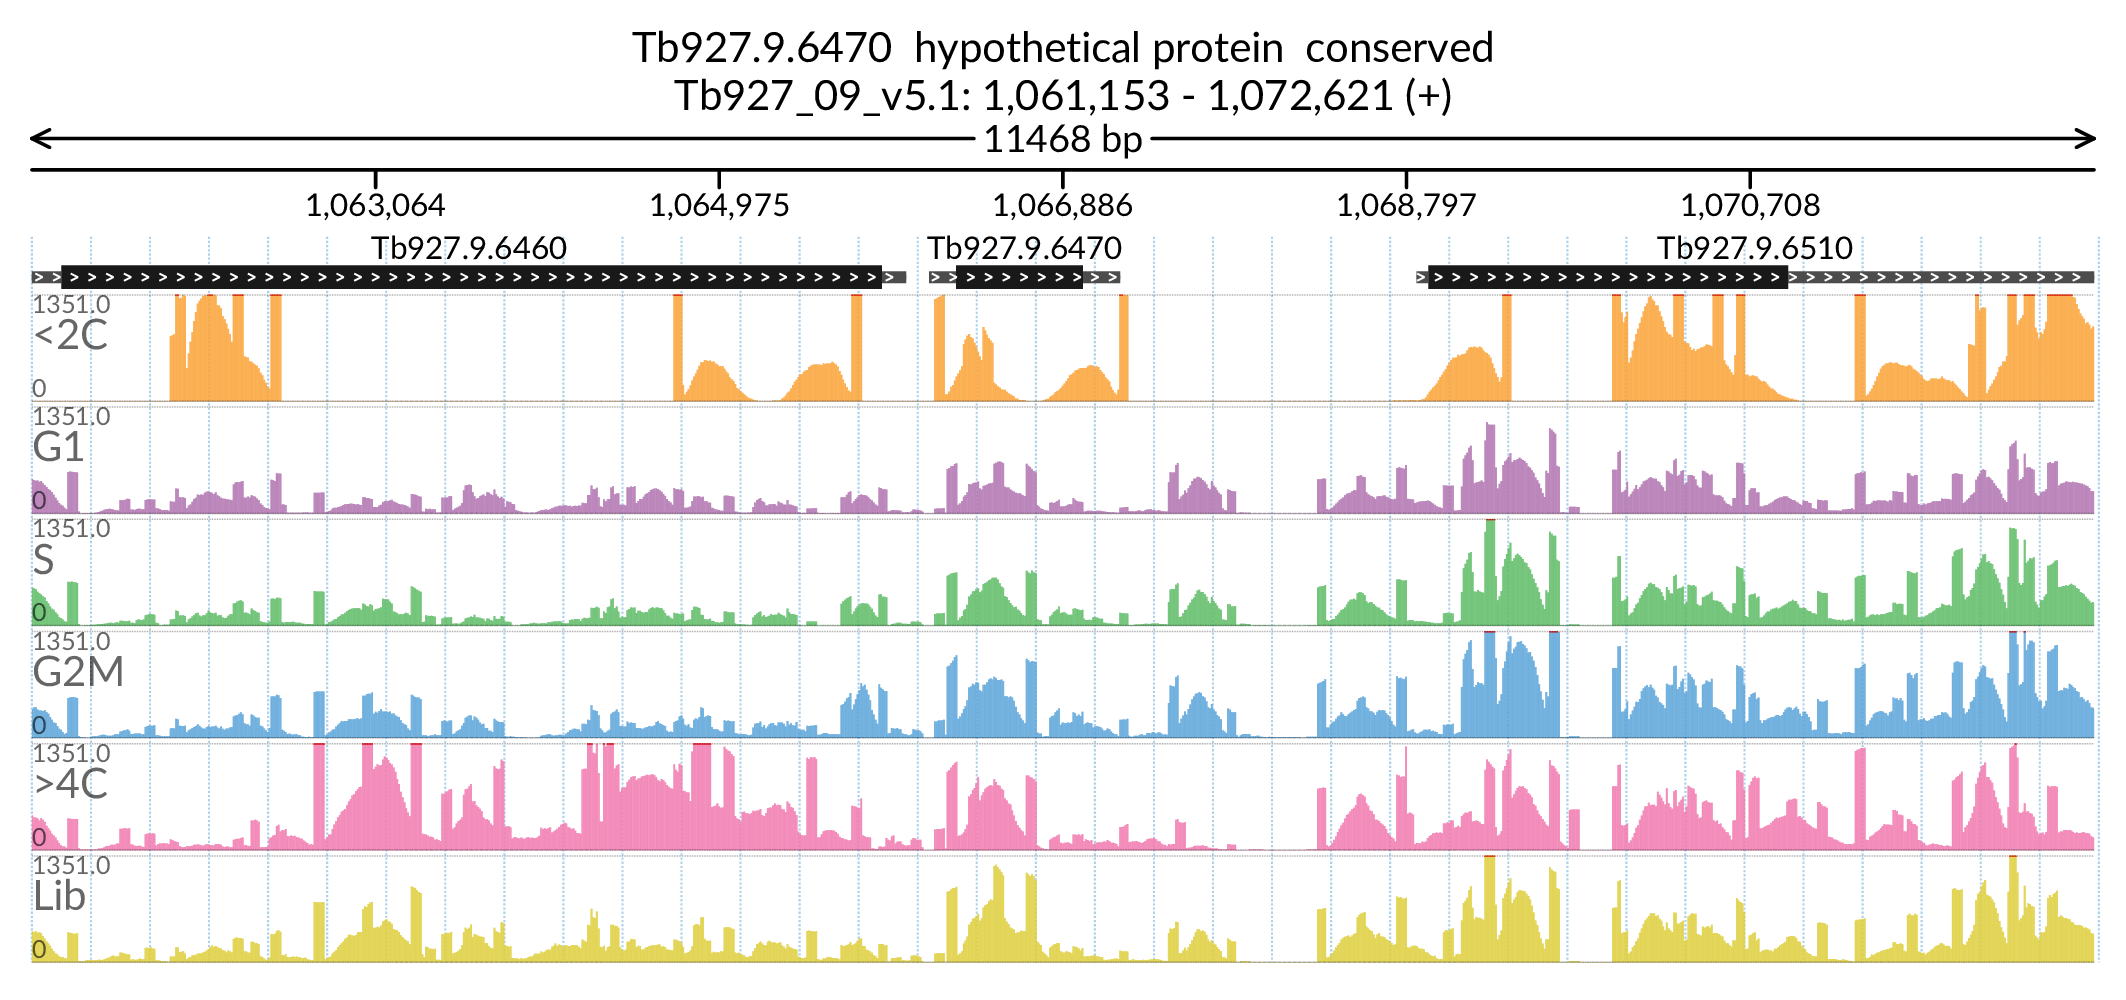 Tb927.9.6470 hypothetical protein conserved
Tb927_09_v5.1: 1,061,153 - 1,072,621 (+)
11468 bp
1,063,064 1,064,975 1,066,886 1,068,797 1,070,708
Tb927.9.6460 Tb927.9.6470 Tb927.9.6510
1351.0
<2C
0
1351.0
G1
0
1351.0
S
0
1351.0
G2M
0
1351.0
>4C
0
1351.0
Lib
0